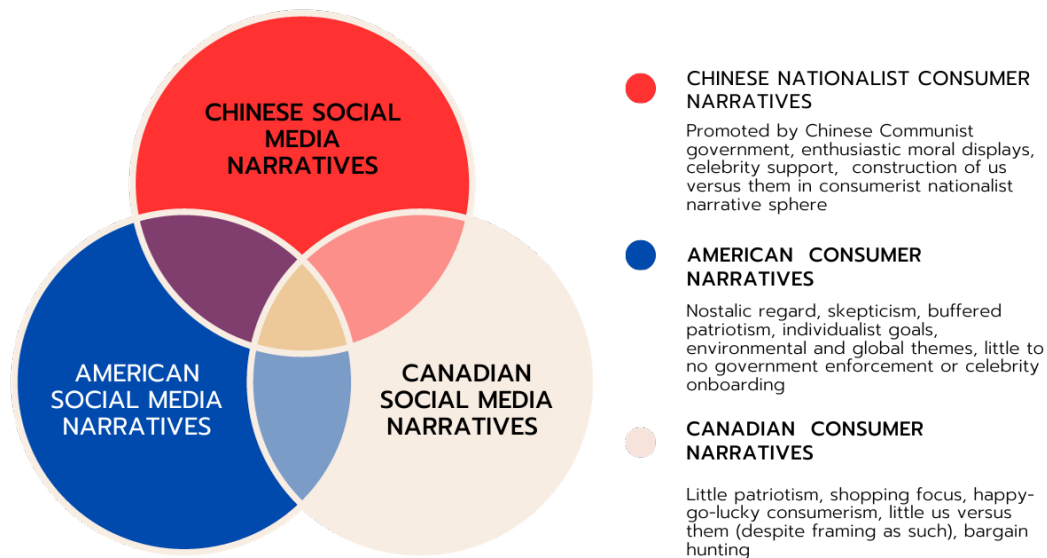 CHINESE SOCIAL
MEDIA
NARRATIVES
AMERICAN
SOCIAL MEDIA
NARRATIVES
CANADIAN
SOCIAL MEDIA
NARRATIVES
CHINESE NATIONALIST CONSUMER
NARRATIVES
Promoted by Chinese Communist
government, enthusiastic moral displays,
celebrity support, construction of us
versus them in consumerist nationalist
narrative sphere
AMERICAN CONSUMER
NARRATIVES
Nostalic regard, skepticism, buffered
patriotism, individualist goals,
environmental and global themes, little to
no government enforcement or celebrity
onboarding
CANADIAN CONSUMER
NARRATIVES
Little patriotism, shopping focus, happy-
go-lucky consumerism, little us versus
them (despite framing as such), bargain
hunting